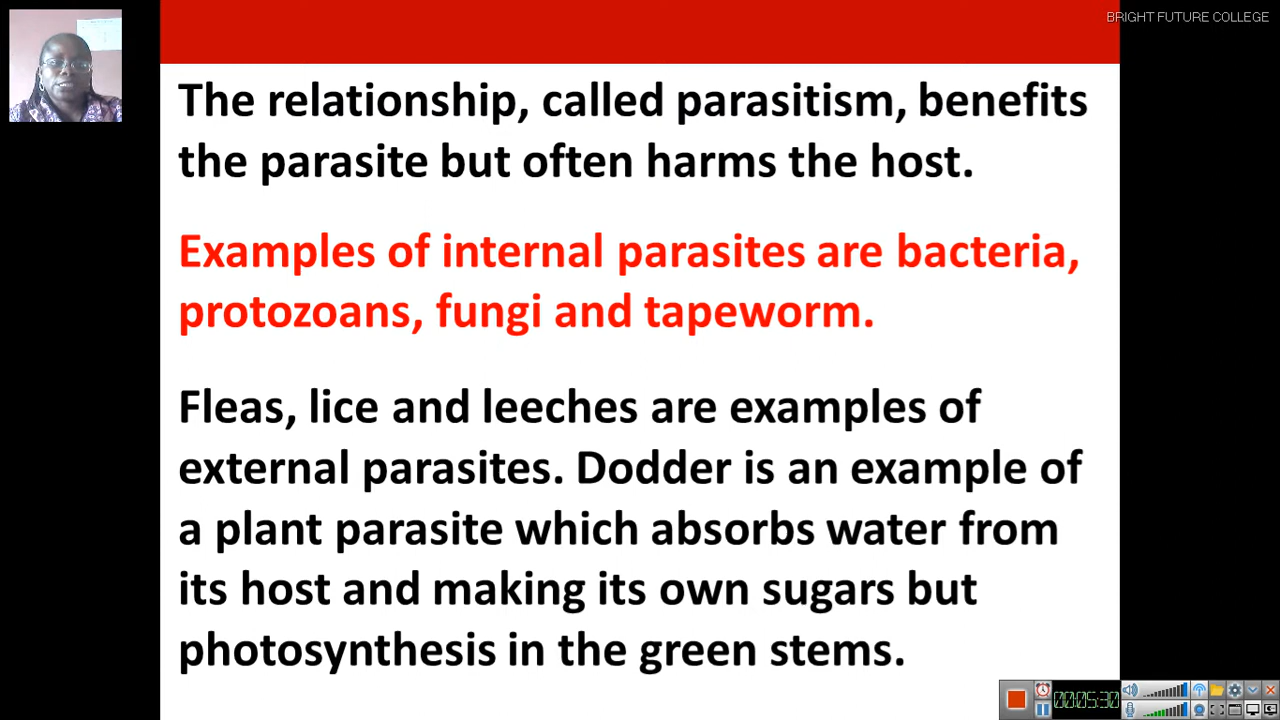 BRIGHT FUTURE COLLEGE
The relationship, called parasitism, benefits
the parasite but often harms the host.
Examples of internal parasites are bacteria,
protozoans, fungi and tapeworm.
Fleas, lice and leeches are examples of
external parasites. Dodder is an example of
a plant parasite which absorbs water from
its host and making its own sugars but
photosynthesis in the green stems.
00:05:30